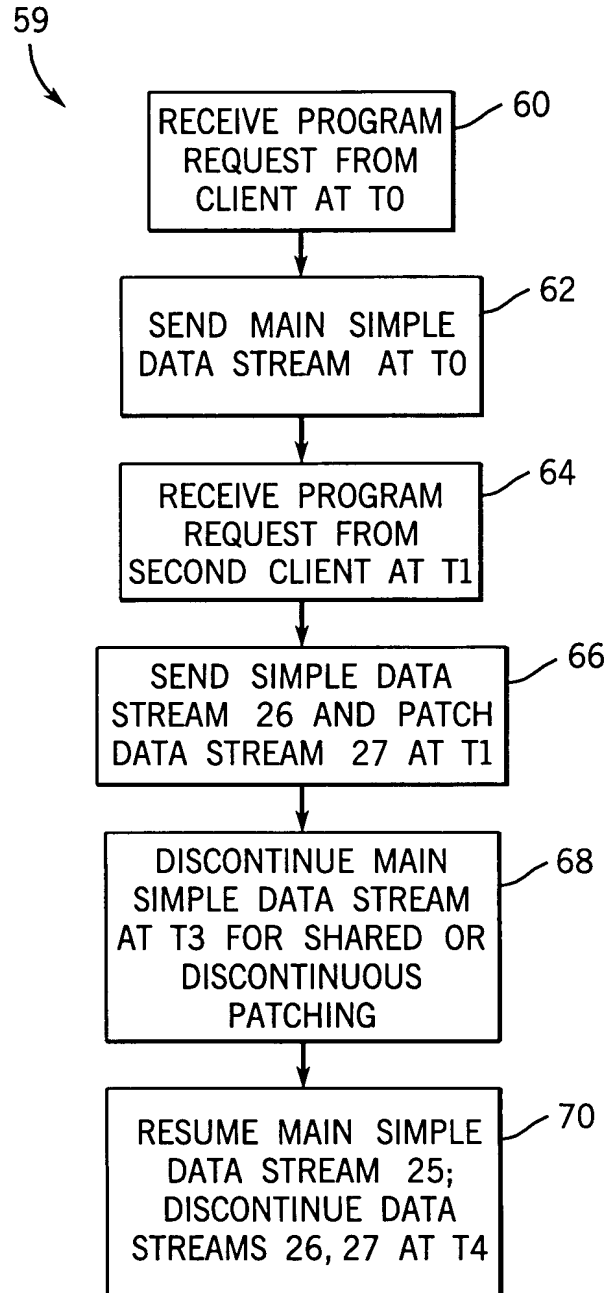 59
RECEIVE PROGRAM
REQUEST FROM
CLIENT AT T0
60
SEND MAIN SIMPLE
DATA STREAM AT T0
62
RECEIVE PROGRAM
REQUEST FROM
SECOND CLIENT AT T1
64
SEND SIMPLE DATA
STREAM 26 AND PATCH
DATA STREAM 27 AT T1
66
DISCONTINUE MAIN
SIMPLE DATA STREAM
AT T3 FOR SHARED OR
DISCONTINUOUS
PATCHING
68
RESUME MAIN SIMPLE
DATA STREAM 25;
DISCONTINUE DATA
STREAMS 26, 27 AT T4
70